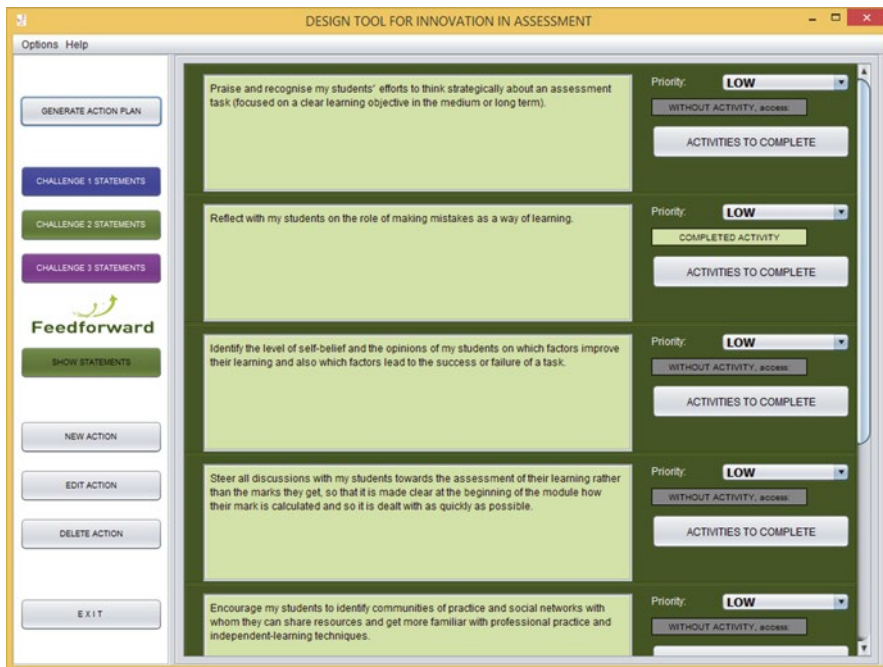 DESIGN TOOL FOR INNOVATION IN ASSESSMENT
Options Help
GENERATE ACTION PLAN
CHALLENGE 1 STATEMENTS
CHALLENGE 2 STATEMENTS
CHALLENGE 3 STATEMENTS
Feedforward
SHOW STATEMENTS
NEW ACTION
EDIT ACTION
DELETE ACTION
EXIT
Praise and recognise my students' efforts to think strategically about an assessment
task (focused on a clear learning objective in the medium or long term).
Priority: LOW
WITHOUT ACTIVITY, access:
ACTIVITIES TO COMPLETE
Reflect with my students on the role of making mistakes as a way of learning.
Priority: LOW
COMPLETED ACTIVITY
ACTIVITIES TO COMPLETE
Identify the level of self-belief and the opinions of my students on which factors improve
their learning and also which factors lead to the success or failure of a task.
Priority: LOW
WITHOUT ACTIVITY, access:
ACTIVITIES TO COMPLETE
Steer all discussions with my students towards the assessment of their learning rather
than the marks they get, so that it is made clear at the beginning of the module how
their mark is calculated and so it is dealt with as quickly as possible.
Priority: LOW
WITHOUT ACTIVITY, access:
ACTIVITIES TO COMPLETE
Encourage my students to identify communities of practice and social networks with
whom they can share resources and get more familiar with professional practice and
independent-learning techniques.
Priority: LOW
WITHOUT ACTIVITY, access: